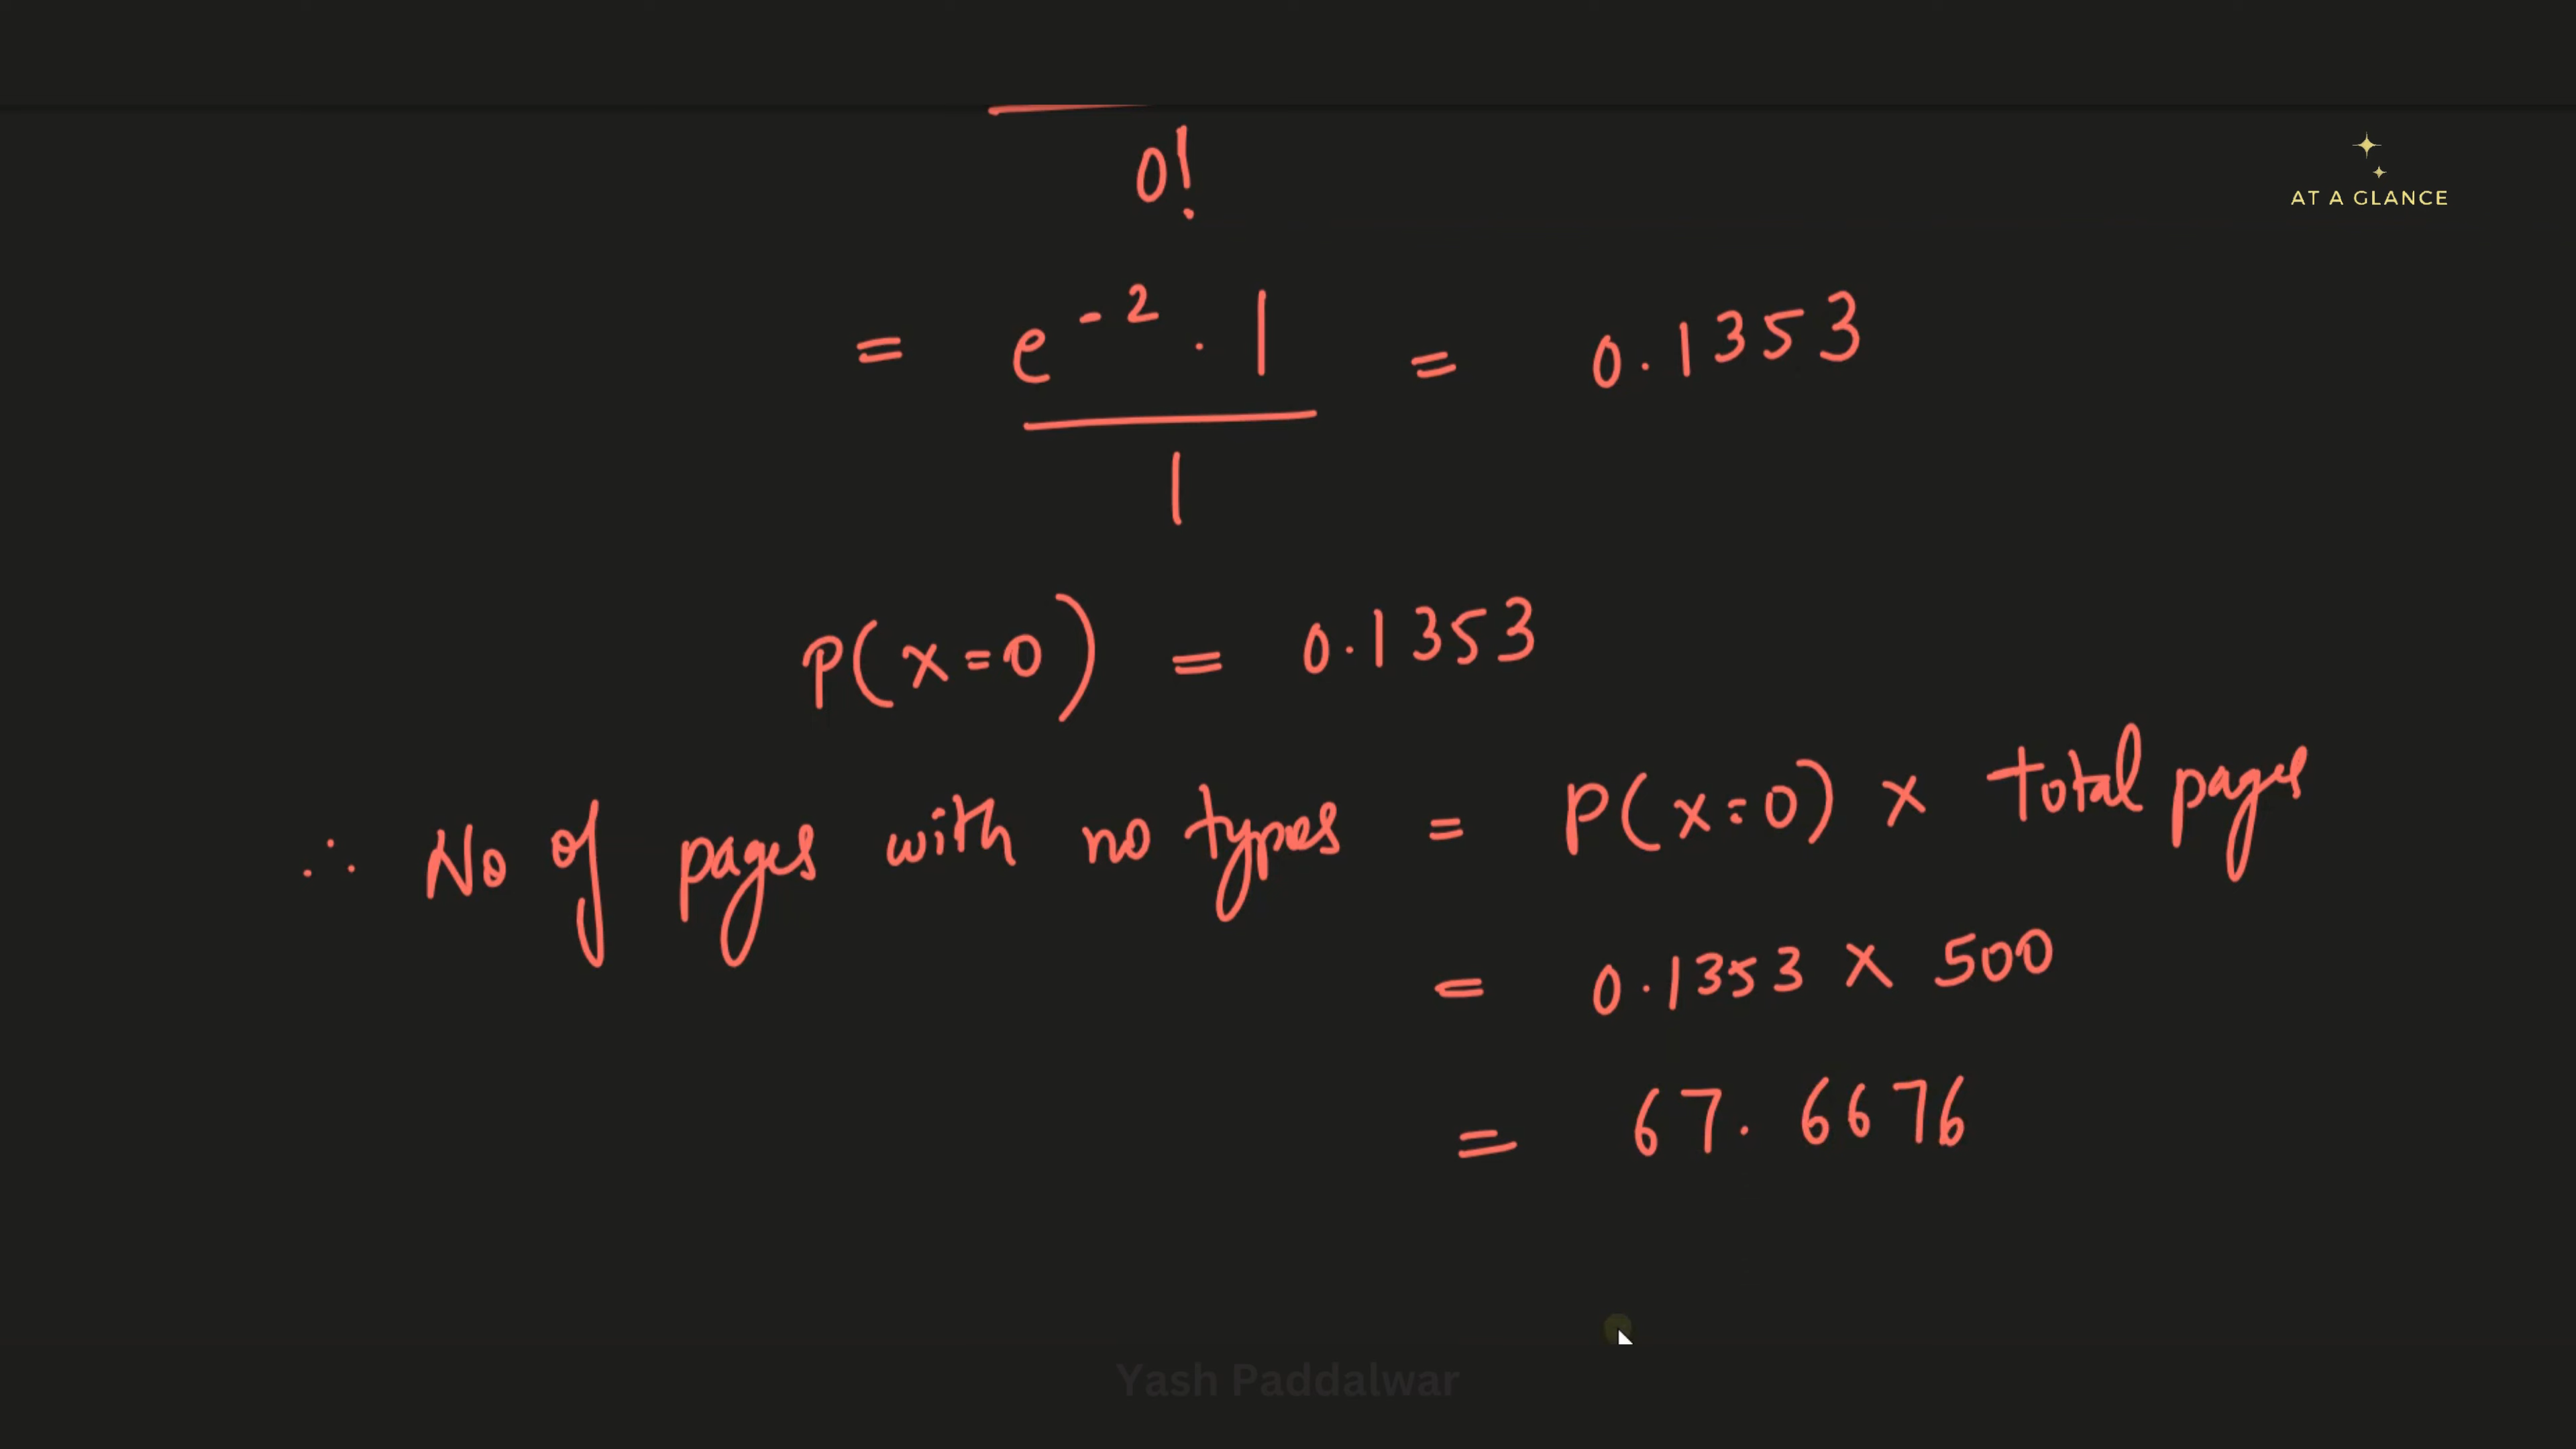 0!
AT A GLANCE
= e^-2 . 1 = 0.1353
1
P(x=0) = 0.1353
∴ No of pages with no typos = P(x=0) × total pages
= 0.1353 × 500
= 67.6676
Yash Paddalwar